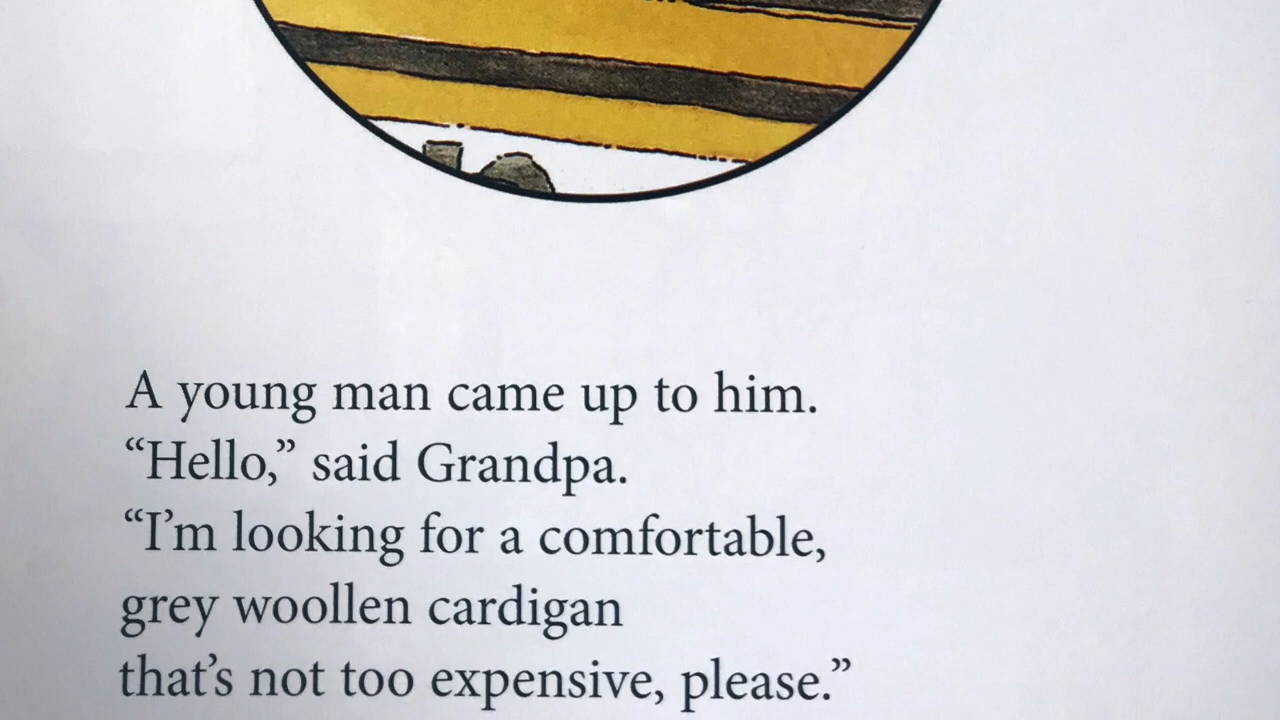 A young man came up to him.
“Hello,” said Grandpa.
“I’m looking for a comfortable,
grey woollen cardigan
that’s not too expensive, please.”